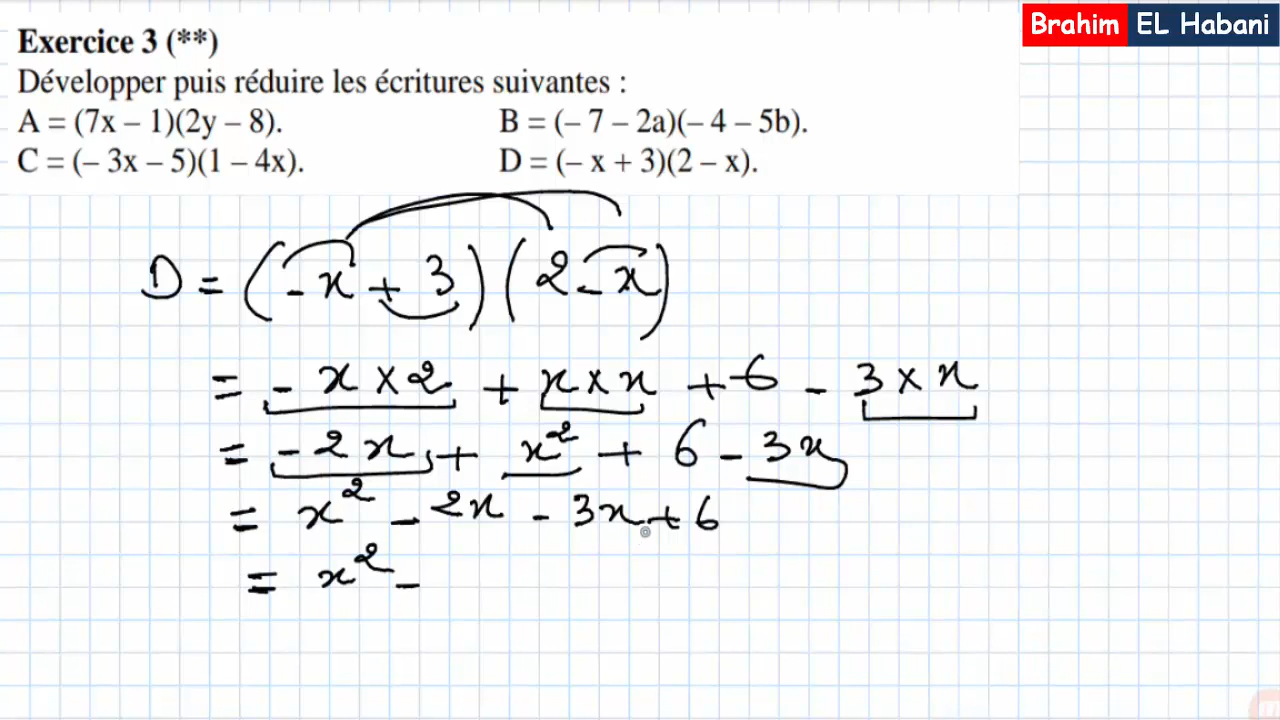 Brahim EL Habani
Exercice 3 (**)
Développer puis réduire les écritures suivantes :
A = (7x – 1)(2y – 8). B = (– 7 – 2a)(– 4 – 5b).
C = (– 3x – 5)(1 – 4x). D = (– x + 3)(2 – x).
D = (-x + 3)(2 - x)
= - x × 2 + x × x + 6 - 3 × x
= - 2x + x² + 6 - 3x
= x² - 2x - 3x + 6
= x² -